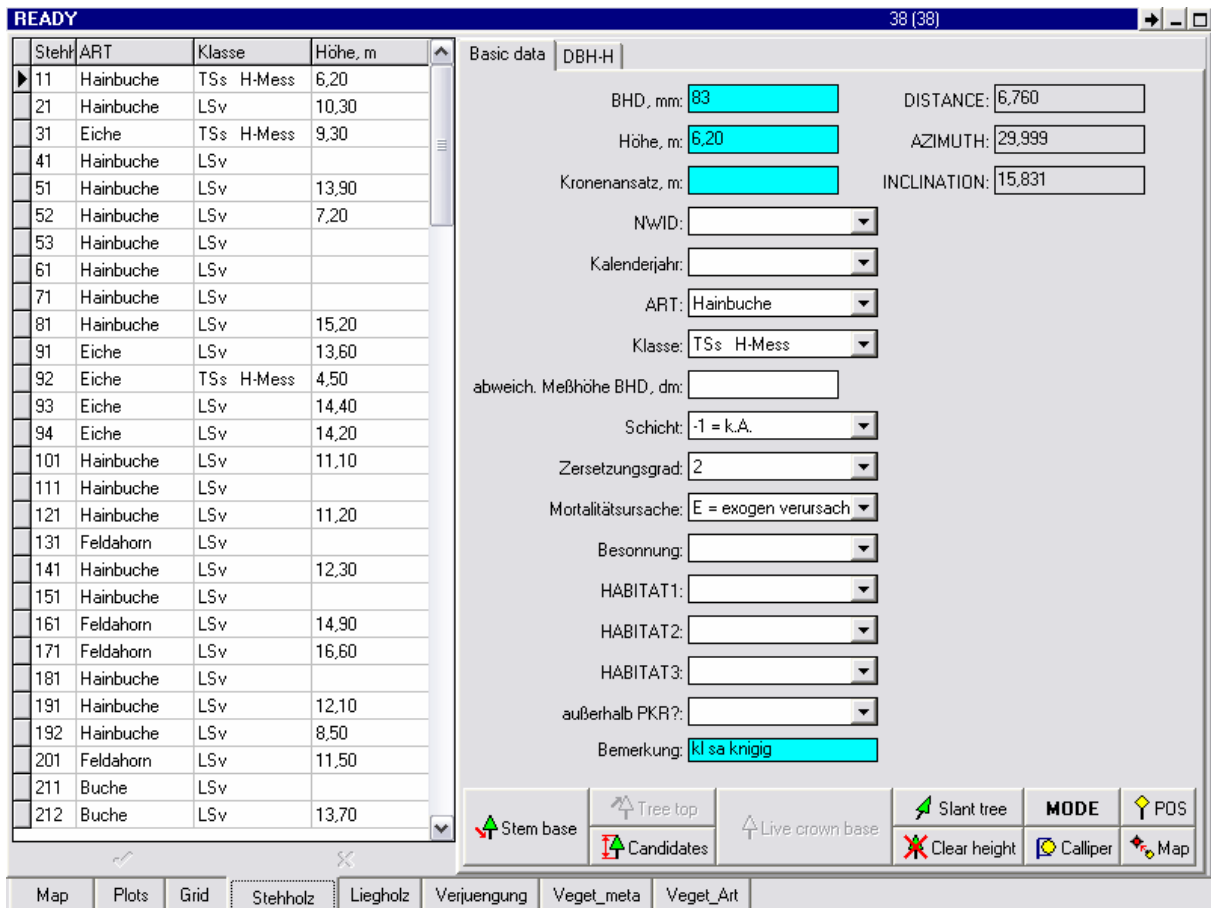 READY 38 (38)
Stehh ART Klasse Höhe, m
11 Hainbuche TSs H-Mess 6,20
21 Hainbuche LSv 10,30
31 Eiche TSs H-Mess 9,30
41 Hainbuche LSv
51 Hainbuche LSv 13,90
52 Hainbuche LSv 7,20
53 Hainbuche LSv
61 Hainbuche LSv
71 Hainbuche LSv
81 Hainbuche LSv 15,20
91 Eiche LSv 13,60
92 Eiche TSs H-Mess 4,50
93 Eiche LSv 14,40
94 Eiche LSv 14,20
101 Hainbuche LSv 11,10
111 Hainbuche LSv
121 Hainbuche LSv 11,20
131 Feldahorn LSv
141 Hainbuche LSv 12,30
151 Hainbuche LSv
161 Feldahorn LSv 14,90
171 Feldahorn LSv 16,60
181 Hainbuche LSv
191 Hainbuche LSv 12,10
192 Hainbuche LSv 8,50
201 Feldahorn LSv 11,50
211 Buche LSv
212 Buche LSv 13,70
Basic data DBH-H
BHD, mm: 83 DISTANCE: 6,760
Höhe, m: 6,20 AZIMUTH: 29,999
Kronenansatz, m: INCLINATION: 15,831
NWID:
Kalenderjahr:
ART: Hainbuche
Klasse: TSs H-Mess
abweich. Meßhöhe BHD, dm:
Schicht: -1 = k.A.
Zersetzungsgrad: 2
Mortalitätsursache: E = exogen verursach
Besonnung:
HABITAT1:
HABITAT2:
HABITAT3:
außerhalb PKR?:
Bemerkung: kl sa knigig
Stem base Tree top Live crown base Slant tree MODE POS
Candidates Clear height Calliper Map
Map Plots Grid Stehholz Liegholz Verjuengung Veget_meta Veget_Art